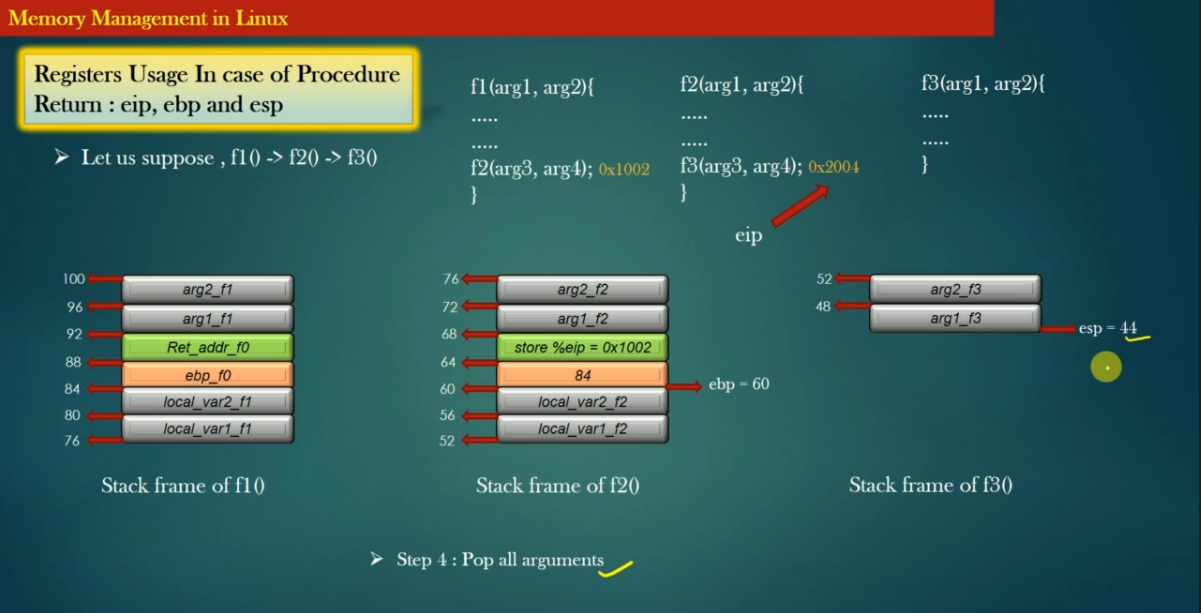 Memory Management in Linux
Registers Usage In case of Procedure
Return : eip, ebp and esp
Let us suppose , f1() -> f2() -> f3()
f1(arg1, arg2){
.....
.....
f2(arg3, arg4); 0x1002
}
f2(arg1, arg2){
.....
.....
f3(arg3, arg4); 0x2004
}
eip
f3(arg1, arg2){
.....
.....
}
100
arg2_f1
96
arg1_f1
92
Ret_addr_f0
88
ebp_f0
84
local_var2_f1
80
local_var1_f1
76
Stack frame of f1()
76
arg2_f2
72
arg1_f2
68
store %eip = 0x1002
64
84
60
ebp = 60
local_var2_f2
56
local_var1_f2
52
Stack frame of f2()
52
arg2_f3
48
arg1_f3
esp = 44
Stack frame of f3()
Step 4 : Pop all arguments